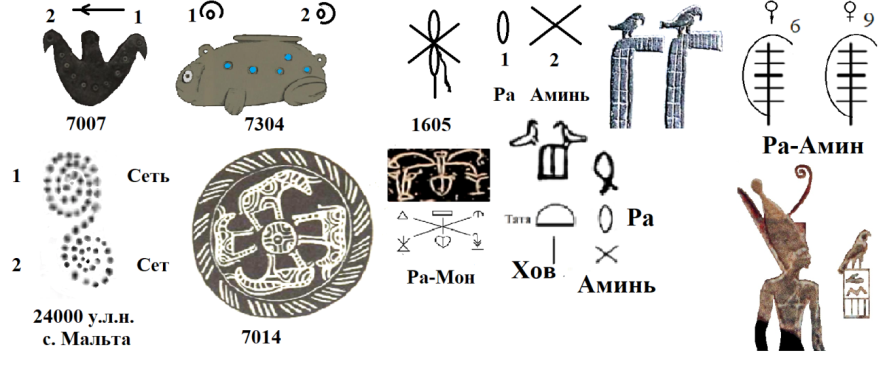 2 1
1 2
7007
7304
1605
1 2
Ра Аминь
6 9
Ра-Амин
1 Сеть
2 Сет
24000 у.л.н.
с. Мальта
7014
Ра-Мон
Тата
Ра
Хов
Аминь